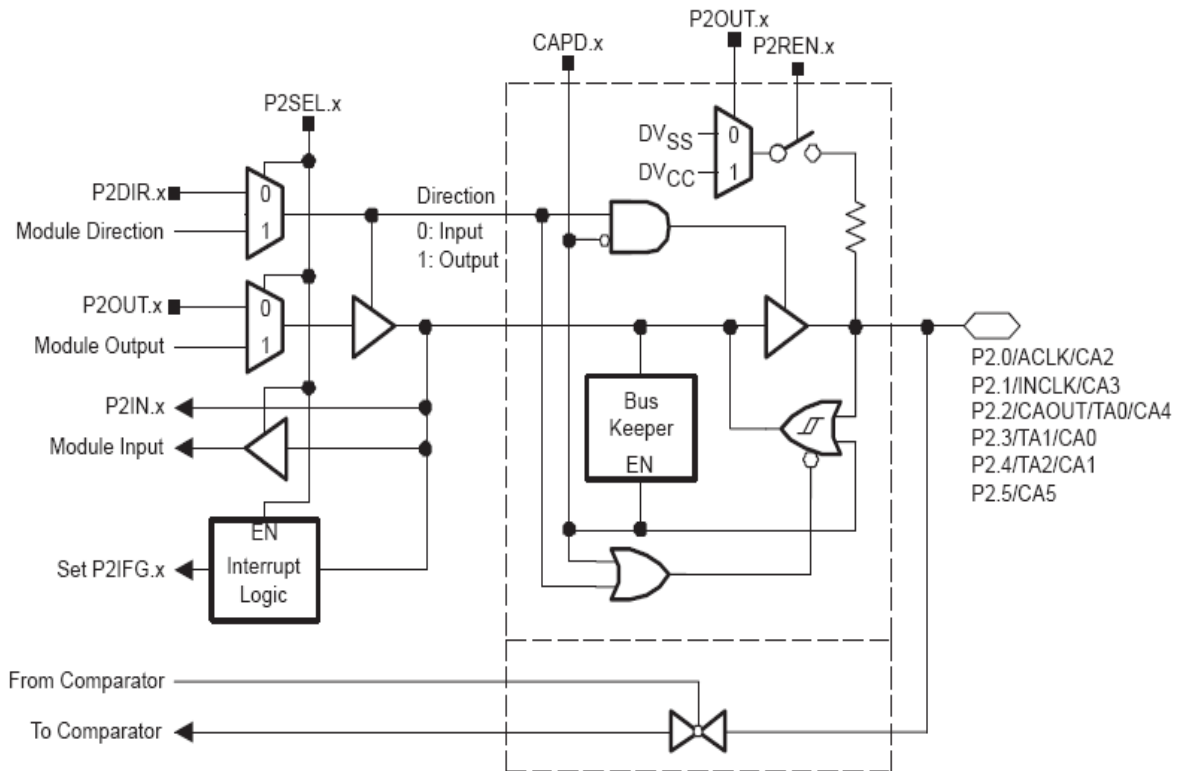 P2OUT.x
CAPD.x
P2REN.x
P2SEL.x
DVSS
0
DVCC
1
P2DIR.x
0
Module Direction
1
Direction
0: Input
1: Output
P2OUT.x
0
Module Output
1
P2.0/ACLK/CA2
P2.1/INCLK/CA3
P2.2/CAOUT/TA0/CA4
P2.3/TA1/CA0
P2.4/TA2/CA1
P2.5/CA5
P2IN.x
Bus
Keeper
EN
Module Input
EN
Set P2IFG.x
Interrupt
Logic
From Comparator
To Comparator